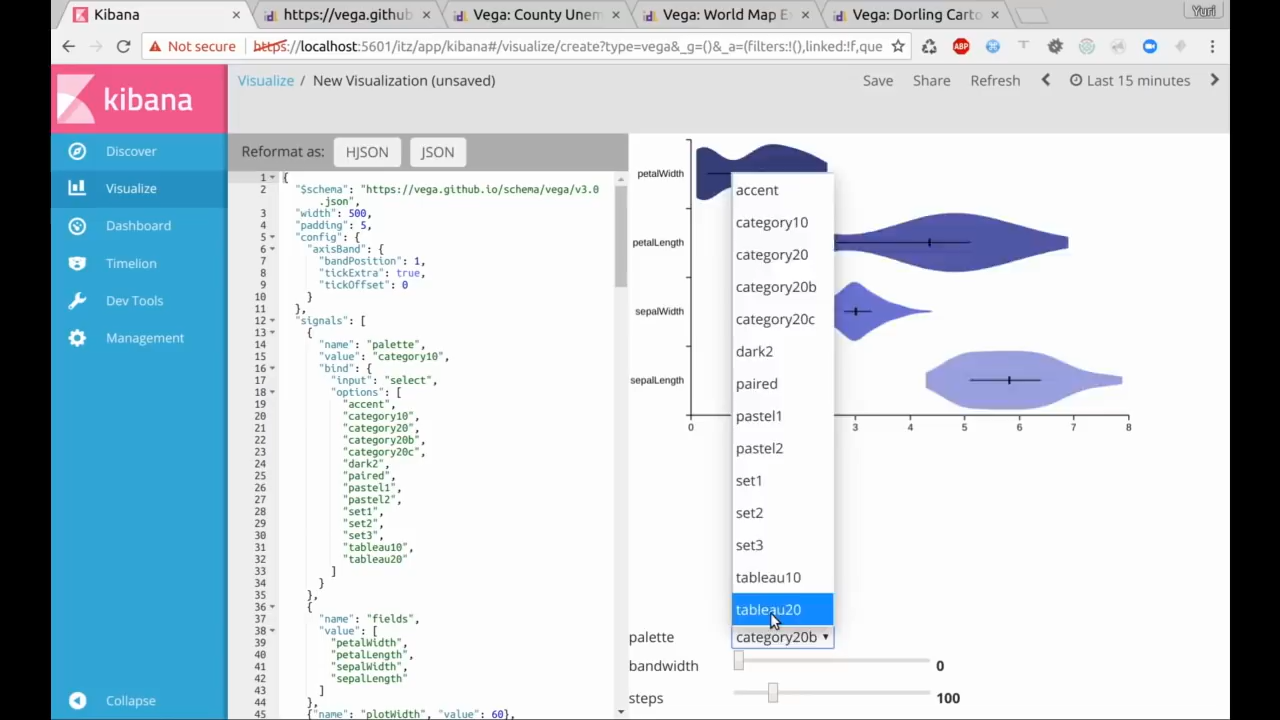 Kibana
https://vega.github
Vega: County Unem
Vega: World Map E
Vega: Dorling Carto
Yuri
Not secure
https://localhost:5601/itz/app/kibana#/visualize/create?type=vega&_g=()&_a=(filters:!(),linked:!f,que
ABP
kibana
Visualize / New Visualization (unsaved)
Save
Share
Refresh
Last 15 minutes
Discover
Visualize
Dashboard
Timelion
Dev Tools
Management
Collapse
Reformat as:
HJSON
JSON
1 {
2 "$schema": "https://vega.github.io/schema/vega/v3.0
.json",
3 "width": 500,
4 "padding": 5,
5 "config": {
6 "axisBand": {
7 "bandPosition": 1,
8 "tickExtra": true,
9 "tickOffset": 0
10 }
11 },
12 "signals": [
13 {
14 "name": "palette",
15 "value": "category10",
16 "bind": {
17 "input": "select",
18 "options": [
19 "accent",
20 "category10",
21 "category20",
22 "category20b",
23 "category20c",
24 "dark2",
25 "paired",
26 "pastel1",
27 "pastel2",
28 "set1",
29 "set2",
30 "set3",
31 "tableau10",
32 "tableau20"
33 ]
34 }
35 },
36 {
37 "name": "fields",
38 "value": [
39 "petalWidth",
40 "petalLength",
41 "sepalWidth",
42 "sepalLength"
43 ]
44 },
45 {"name": "plotWidth", "value": 60},
petalWidth
petalLength
sepalWidth
sepalLength
0
3
4
5
6
7
8
accent
category10
category20
category20b
category20c
dark2
paired
pastel1
pastel2
set1
set2
set3
tableau10
tableau20
palette
category20b
bandwidth
0
steps
100